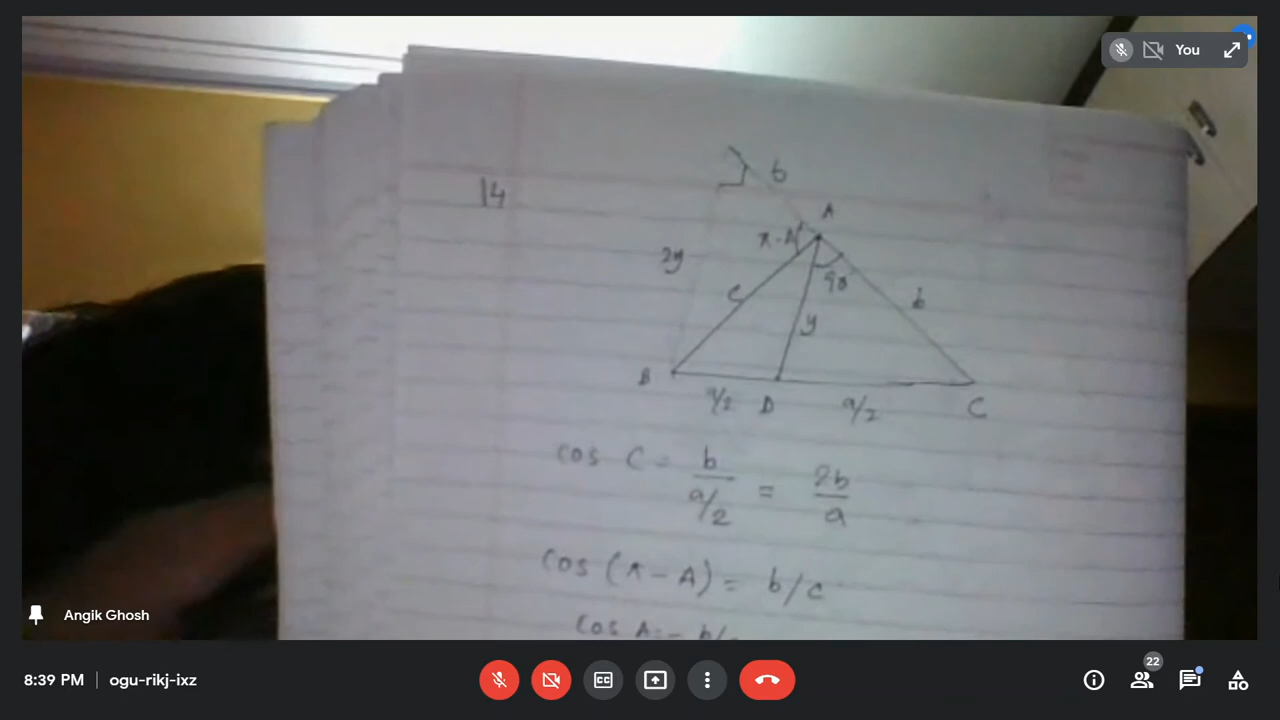 You
14
6
A
π-A
2y
90
c
b
y
B
a/2 D a/2 C
cos C = b / a/2 = 2b / a
cos (π - A) = b/c
cos A = - b/
Angik Ghosh
22
8:39 PM | ogu-rikj-ixz